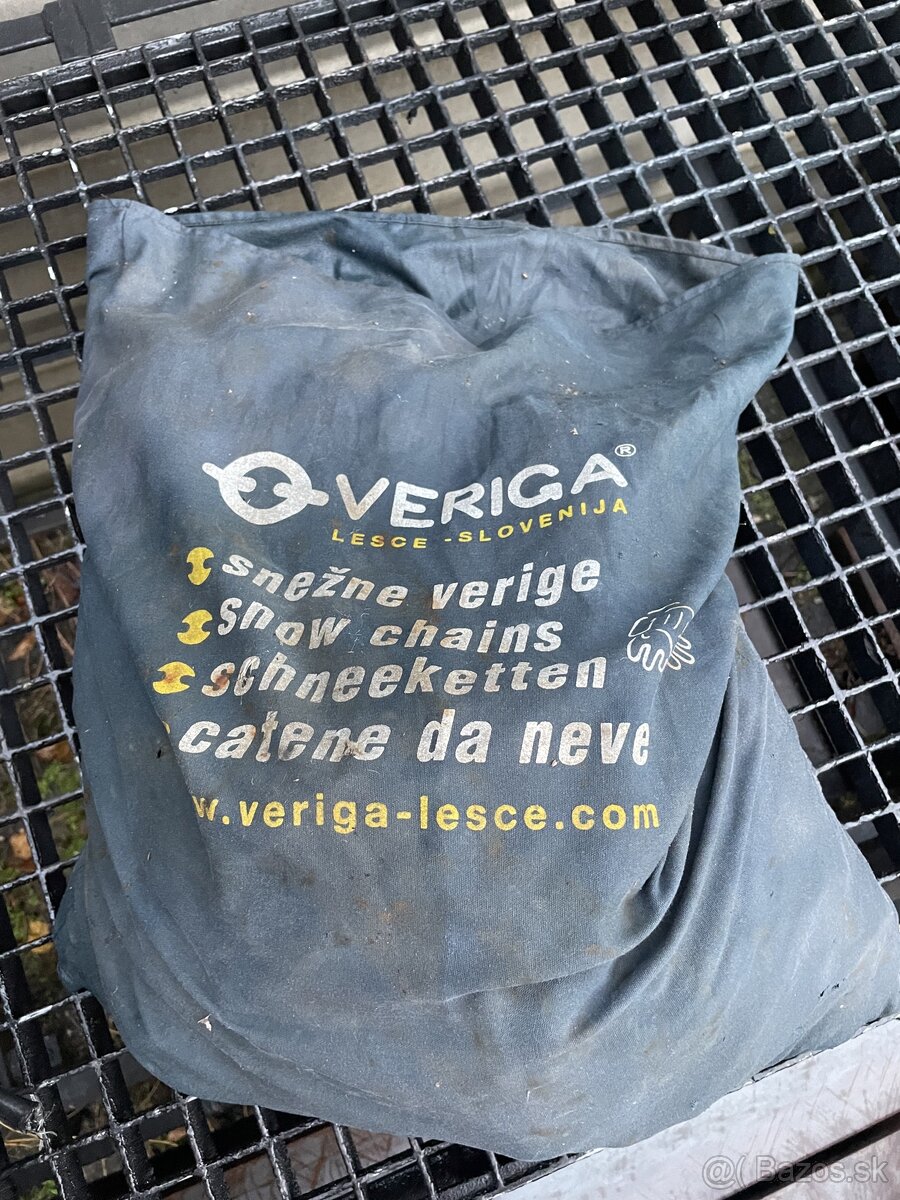 VERIGA®
LESCE - SLOVENIJA
snežne verige
snow chains
schneeketten
catene da neve
w.veriga-lesce.com
@( Bazos.sk